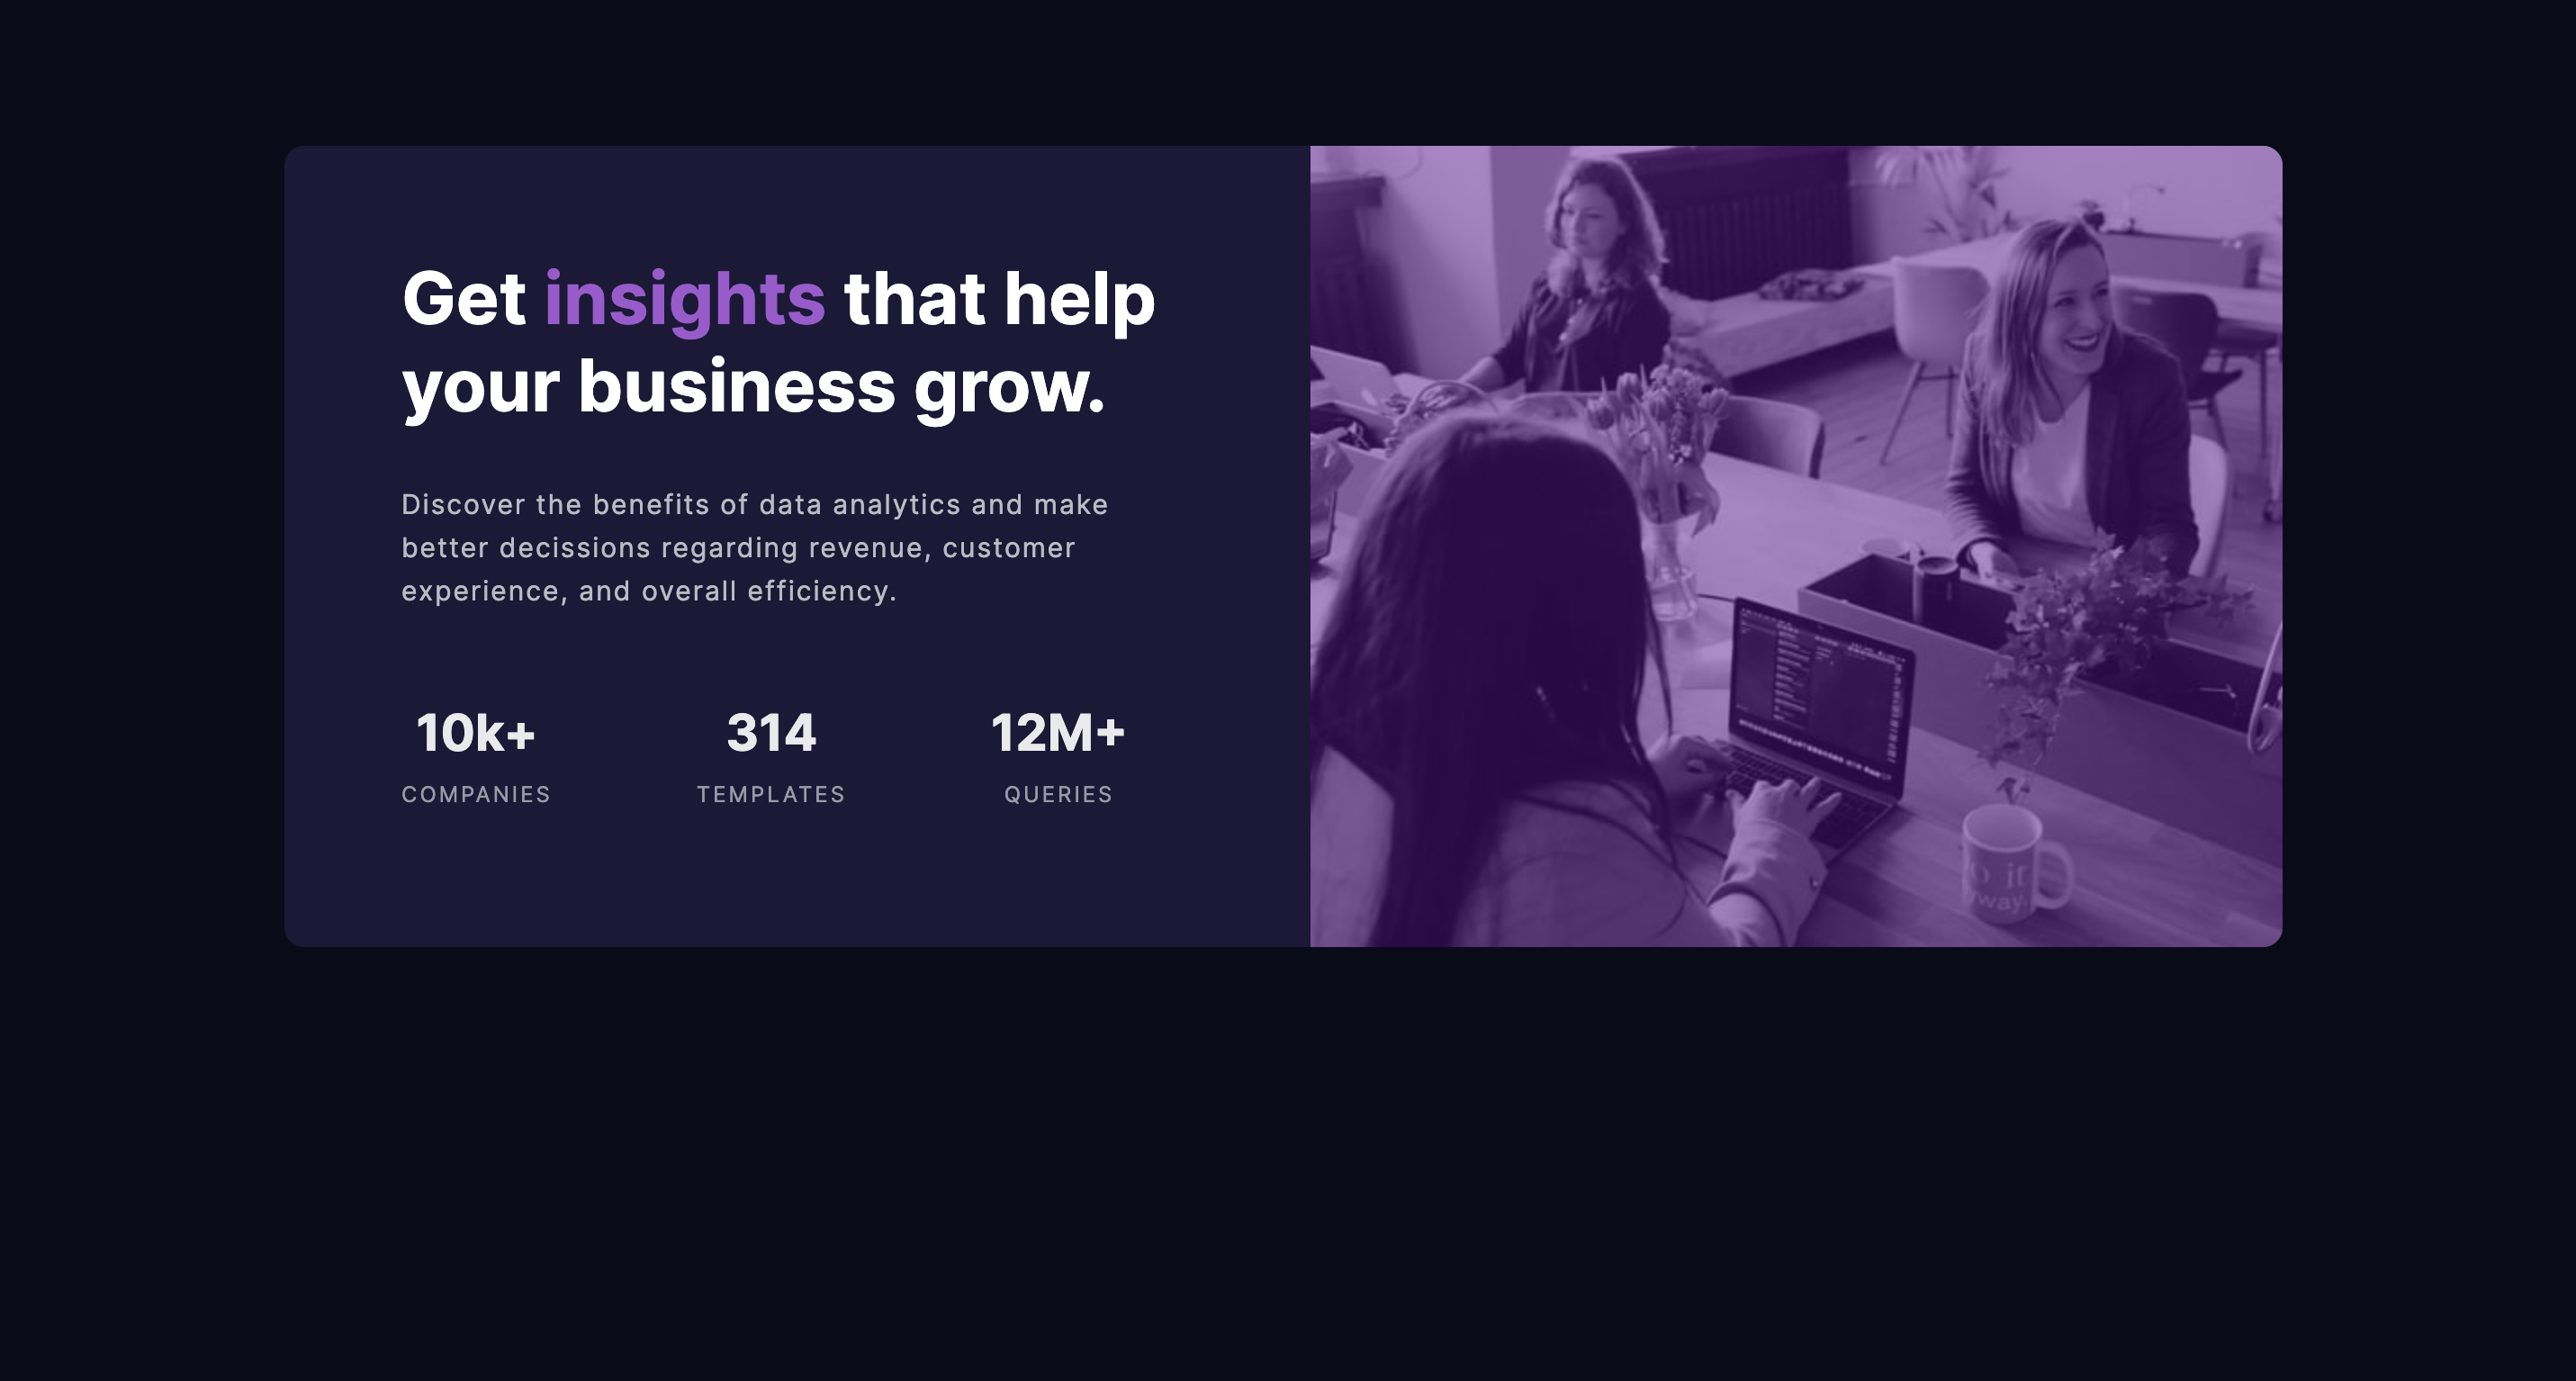 Get insights that help
your business grow.
Discover the benefits of data analytics and make
better decissions regarding revenue, customer
experience, and overall efficiency.
10k+ 314 12M+
COMPANIES TEMPLATES QUERIES